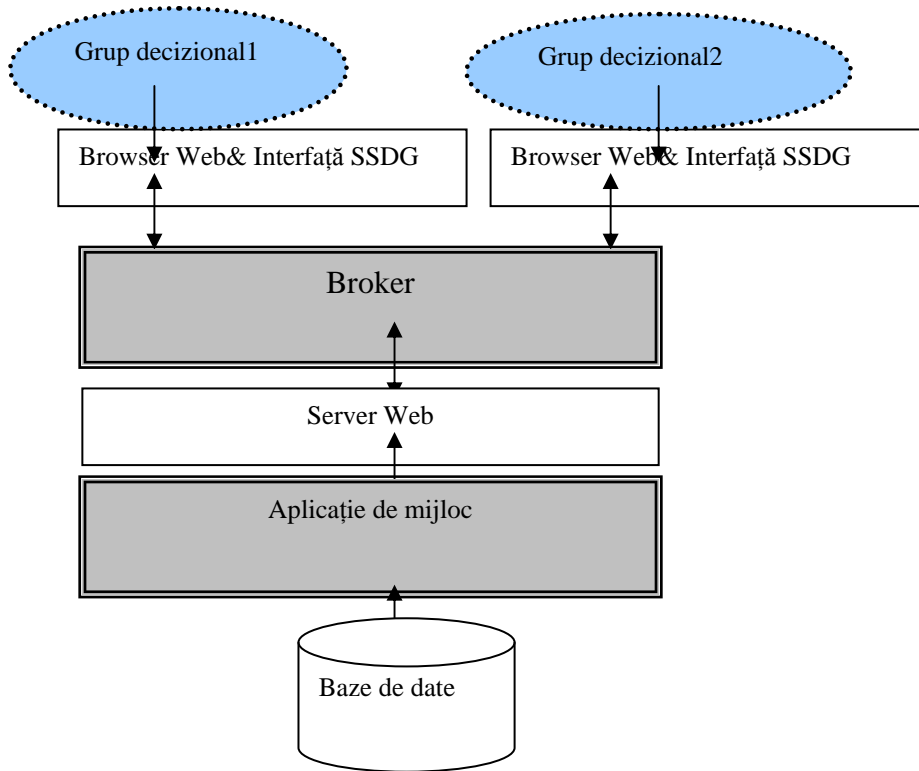 Grup decizional1
Grup decizional2
Browser Web& Interfață SSDG
Browser Web& Interfață SSDG
Broker
Server Web
Aplicație de mijloc
Baze de date